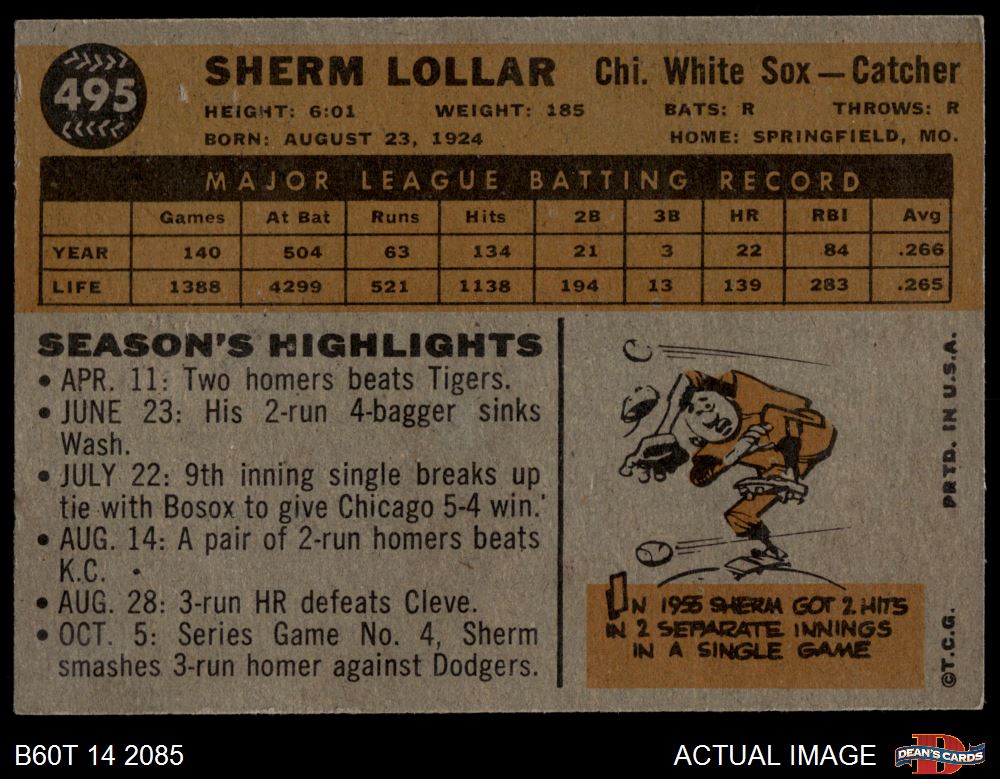 495
SHERM LOLLAR Chi. White Sox—Catcher
HEIGHT: 6:01 WEIGHT: 185 BATS: R THROWS: R
BORN: AUGUST 23, 1924 HOME: SPRINGFIELD, MO.
MAJOR LEAGUE BATTING RECORD
Games At Bat Runs Hits 2B 3B HR RBI Avg
YEAR 140 504 63 134 21 3 22 84 .266
LIFE 1388 4299 521 1138 194 13 139 283 .265
SEASON'S HIGHLIGHTS
• APR. 11: Two homers beats Tigers.
• JUNE 23: His 2-run 4-bagger sinks
Wash.
• JULY 22: 9th inning single breaks up
tie with Bosox to give Chicago 5-4 win.
• AUG. 14: A pair of 2-run homers beats
K.C.
• AUG. 28: 3-run HR defeats Cleve.
• OCT. 5: Series Game No. 4, Sherm
smashes 3-run homer against Dodgers.
IN 1955 SHERM GOT 2 HITS
IN 2 SEPARATE INNINGS
IN A SINGLE GAME
©T.C.G. PRTD. IN U.S.A.
B60T 14 2085 ACTUAL IMAGE DEAN'S CARDS